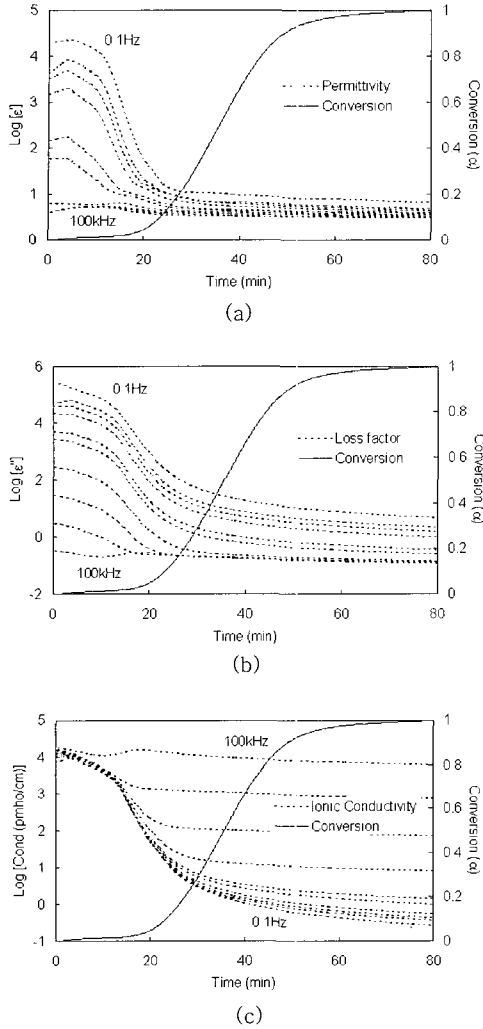 5
4
3
2
1
0
Log [ε']
0 1Hz
100kHz
Permittivity
Conversion
1
0 8
0 6
0 4
0 2
0
Conversion (α)
0 20 40 60 80
Time (min)
(a)
6
4
2
0
-2
Log [ε"]
0 1Hz
100kHz
Loss factor
Conversion
1
0 8
0 6
0 4
0 2
0
Conversion (α)
0 20 40 60 80
Time (min)
(b)
5
4
3
2
1
0
-1
Log [Cond (pmho/cm)]
100kHz
0 1Hz
Ionic Conductivity
Conversion
1
0 8
0 6
0 4
0 2
0
Conversion (α)
0 20 40 60 80
Time (min)
(c)